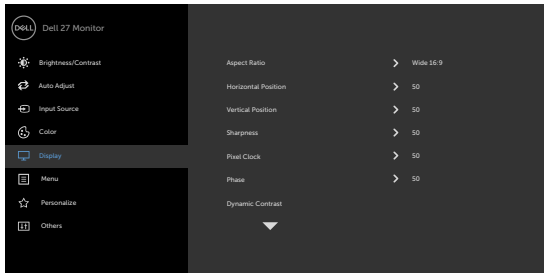 DELL Dell 27 Monitor
Brightness/Contrast
Auto Adjust
Input Source
Color
Display
Menu
Personalize
Others
Aspect Ratio Wide 16:9
Horizontal Position 50
Vertical Position 50
Sharpness 50
Pixel Clock 50
Phase 50
Dynamic Contrast